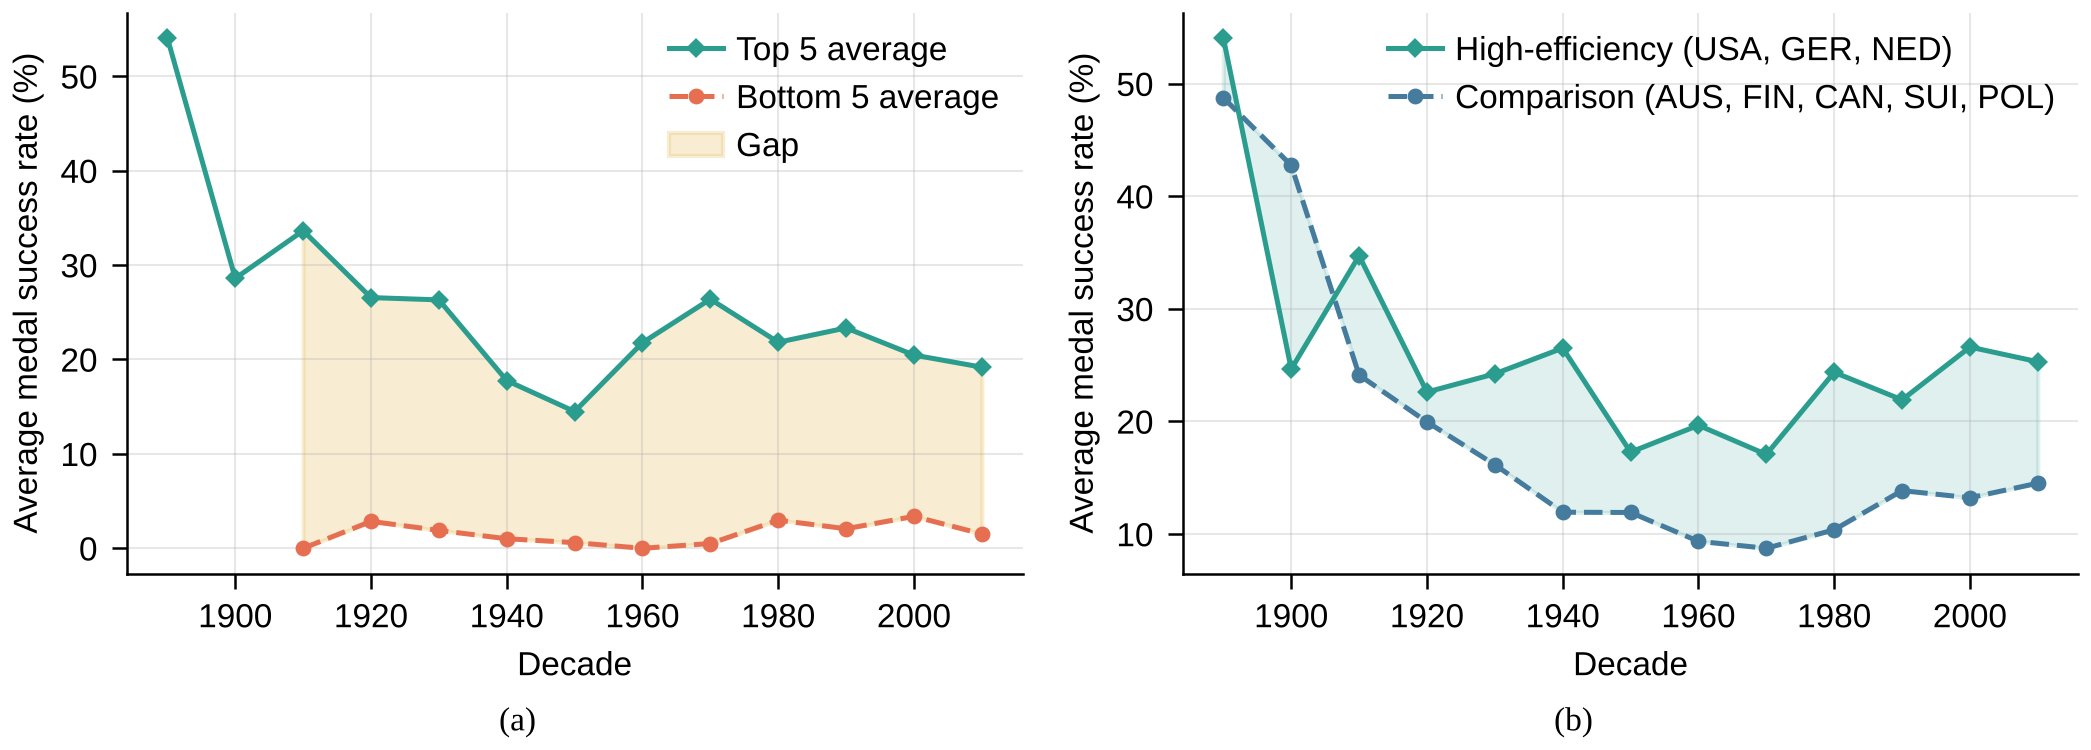 Top 5 average
Bottom 5 average
Gap
Average medal success rate (%)
50
40
30
20
10
0
1900 1920 1940 1960 1980 2000
Decade
(a)
High-efficiency (USA, GER, NED)
Comparison (AUS, FIN, CAN, SUI, POL)
Average medal success rate (%)
50
40
30
20
10
1900 1920 1940 1960 1980 2000
Decade
(b)